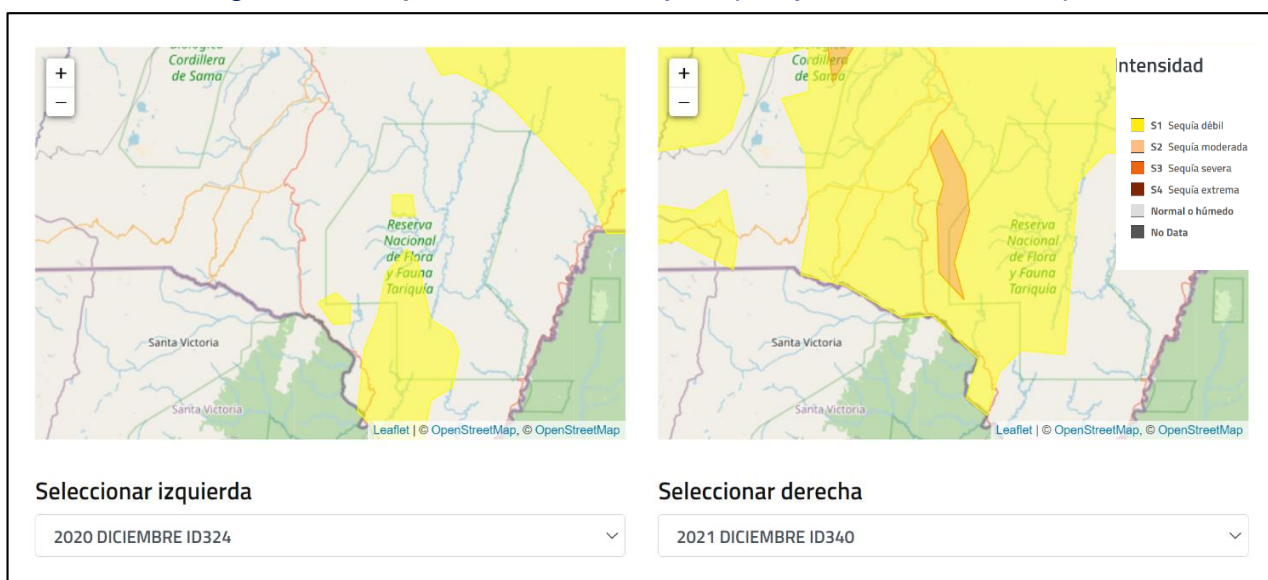 +
−
Cordillera
de Sama
Reserva
Nacional
de Flora
y Fauna
Tariquía
Santa Victoria
Santa Victoria
Leaflet | © OpenStreetMap, © OpenStreetMap
+
−
Cordillera
de Sama
Reserva
Nacional
de Flora
y Fauna
Tariquía
Santa Victoria
Santa Victoria
Leaflet | © OpenStreetMap, © OpenStreetMap
Intensidad
S1 Sequía débil
S2 Sequía moderada
S3 Sequía severa
S4 Sequía extrema
Normal o húmedo
No Data
Seleccionar izquierda
2020 DICIEMBRE ID324
Seleccionar derecha
2021 DICIEMBRE ID340